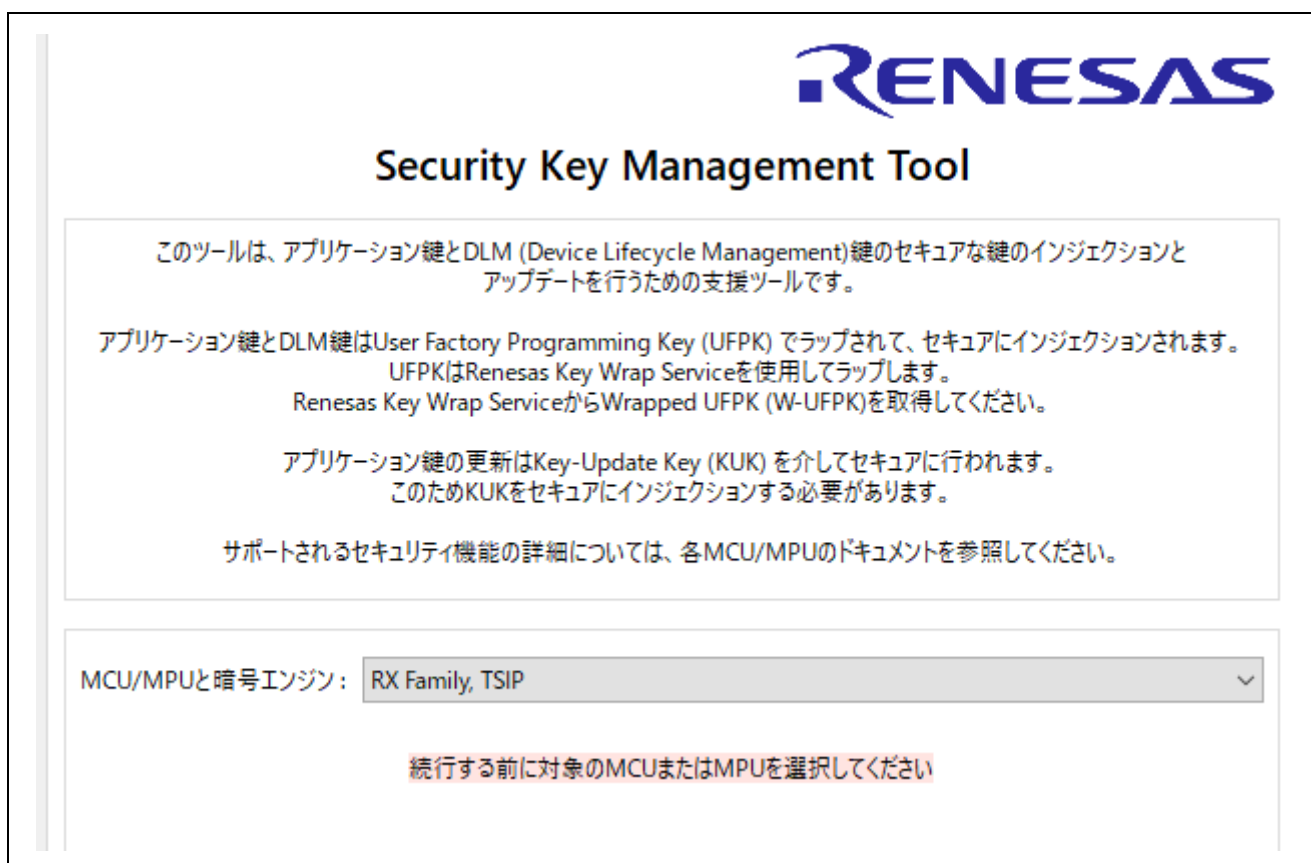 RENESAS
Security Key Management Tool
このツールは、アプリケーション鍵とDLM (Device Lifecycle Management)鍵のセキュアな鍵のインジェクションと
アップデートを行うための支援ツールです。
アプリケーション鍵とDLM鍵はUser Factory Programming Key (UFPK) でラップされて、セキュアにインジェクションされます。
UFPKはRenesas Key Wrap Serviceを使用してラップします。
Renesas Key Wrap ServiceからWrapped UFPK (W-UFPK)を取得してください。
アプリケーション鍵の更新はKey-Update Key (KUK) を介してセキュアに行われます。
このためKUKをセキュアにインジェクションする必要があります。
サポートされるセキュリティ機能の詳細については、各MCU/MPUのドキュメントを参照してください。
MCU/MPUと暗号エンジン : RX Family, TSIP
続行する前に対象のMCUまたはMPUを選択してください